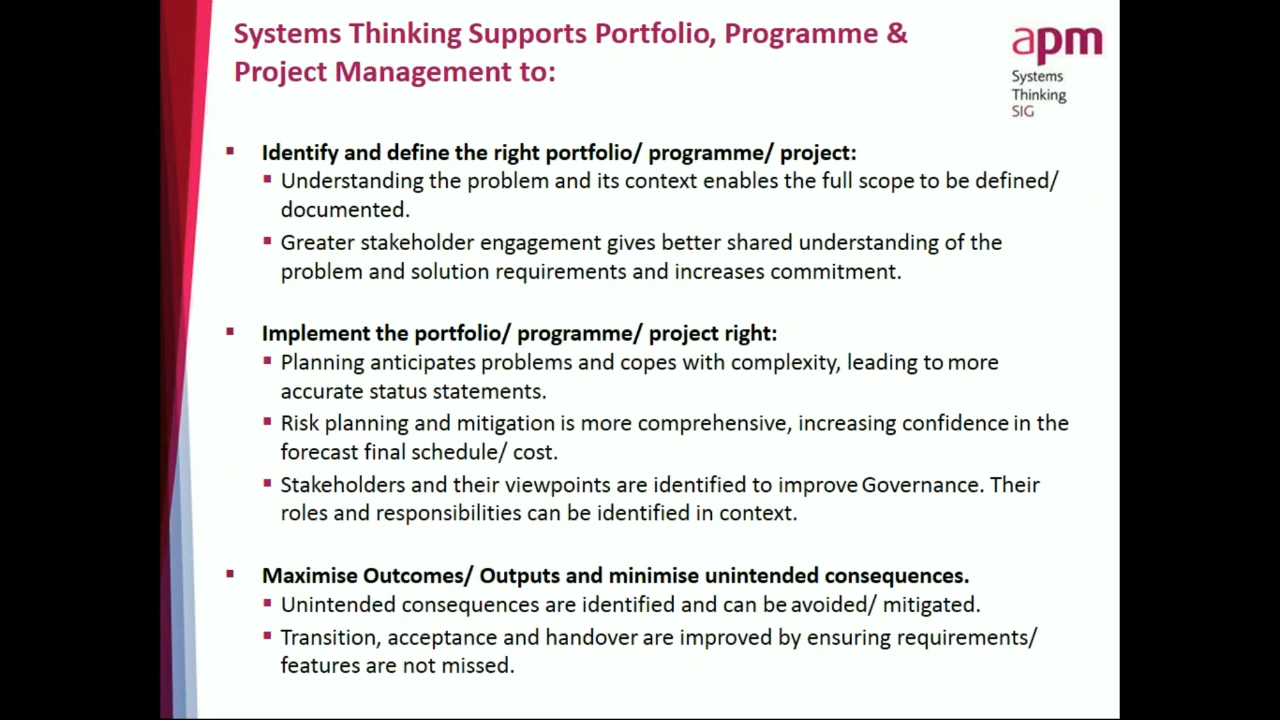 Systems Thinking Supports Portfolio, Programme &
Project Management to:
apm
Systems
Thinking
SIG
Identify and define the right portfolio/ programme/ project:
Understanding the problem and its context enables the full scope to be defined/
documented.
Greater stakeholder engagement gives better shared understanding of the
problem and solution requirements and increases commitment.
Implement the portfolio/ programme/ project right:
Planning anticipates problems and copes with complexity, leading to more
accurate status statements.
Risk planning and mitigation is more comprehensive, increasing confidence in the
forecast final schedule/ cost.
Stakeholders and their viewpoints are identified to improve Governance. Their
roles and responsibilities can be identified in context.
Maximise Outcomes/ Outputs and minimise unintended consequences.
Unintended consequences are identified and can be avoided/ mitigated.
Transition, acceptance and handover are improved by ensuring requirements/
features are not missed.